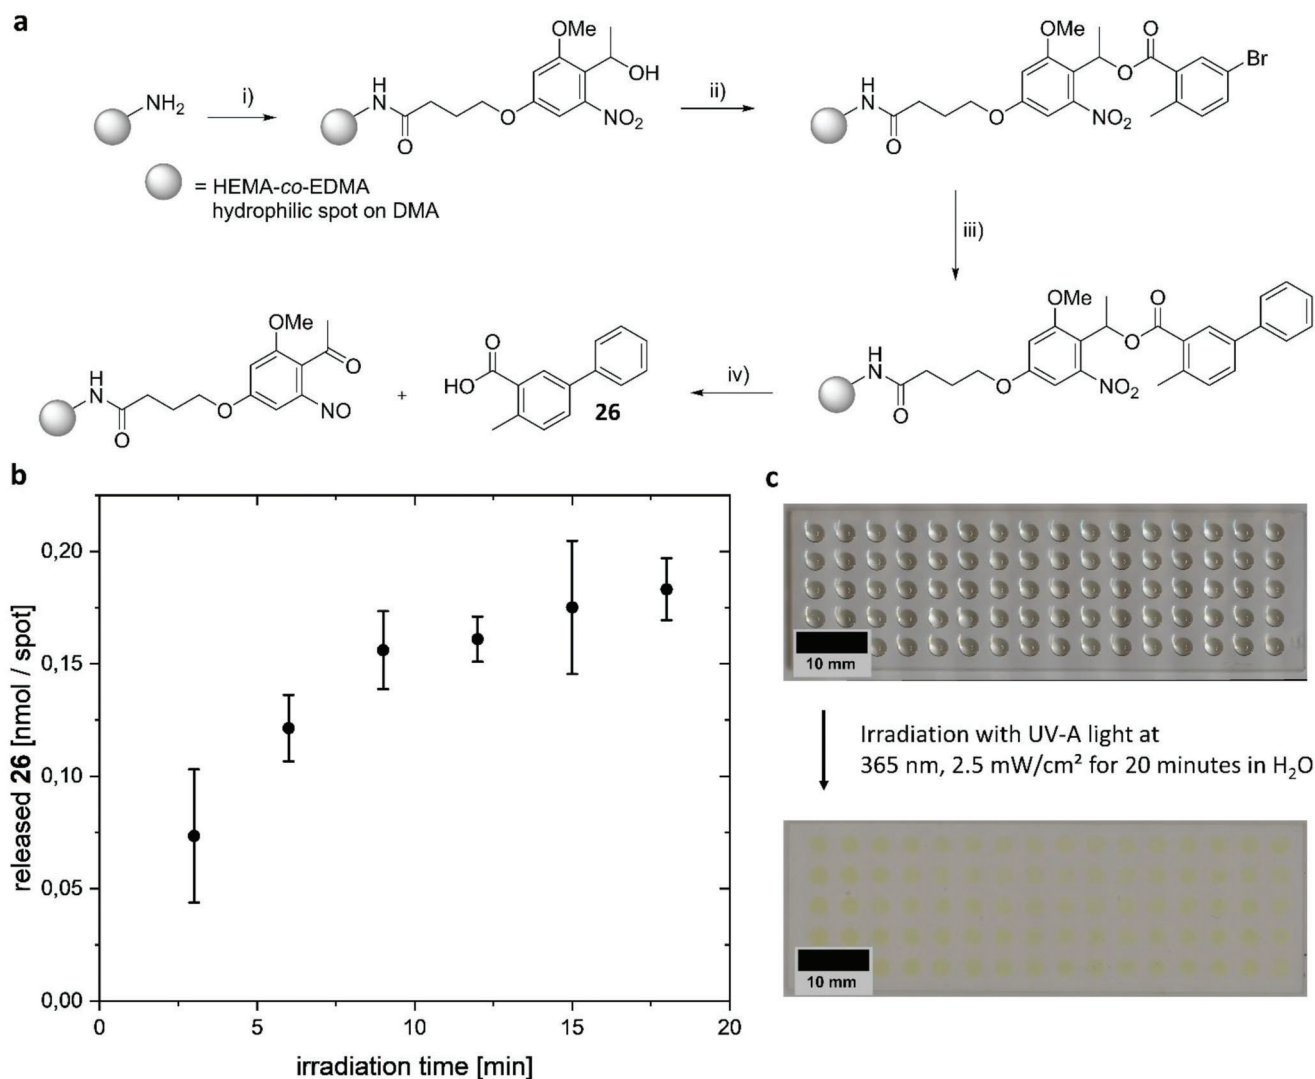 a
NH2
i)
N
H
O
O
OMe
OH
NO2
ii)
N
H
O
O
OMe
O
O
Br
NO2
= HEMA-co-EDMA
hydrophilic spot on DMA
iii)
N
H
O
O
OMe
O
NO
+
HO
O
26
iv)
N
H
O
O
OMe
O
O
NO2
b
0,20
0,15
0,10
0,05
0,00
0
5
10
15
20
released 26 [nmol / spot]
irradiation time [min]
c
10 mm
Irradiation with UV-A light at
365 nm, 2.5 mW/cm² for 20 minutes in H2O
10 mm